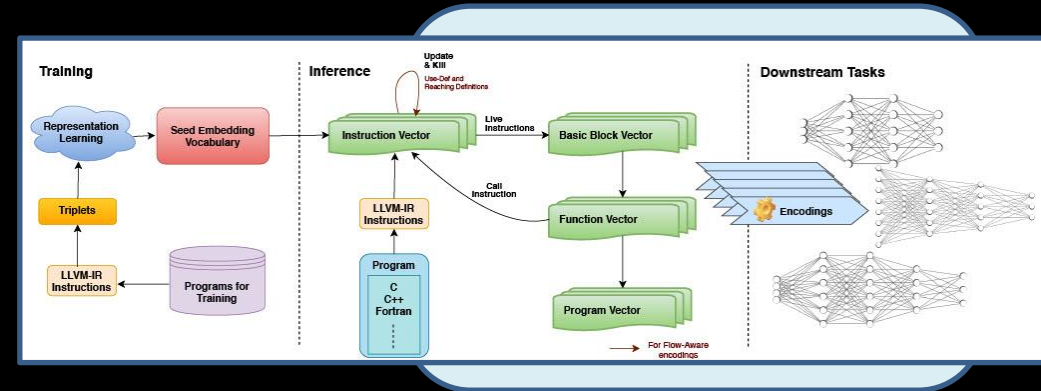 Training
Representation
Learning
Seed Embedding
Vocabulary
Triplets
LLVM-IR
Instructions
Programs for
Training
Inference
Update
& Kill
Use-Def and
Reaching Definitions
Instruction Vector
Live
Instructions
Basic Block Vector
Call
Instruction
LLVM-IR
Instructions
Function Vector
Program
C
C++
Fortran
Program Vector
For Flow-Aware
encodings
Downstream Tasks
Encodings